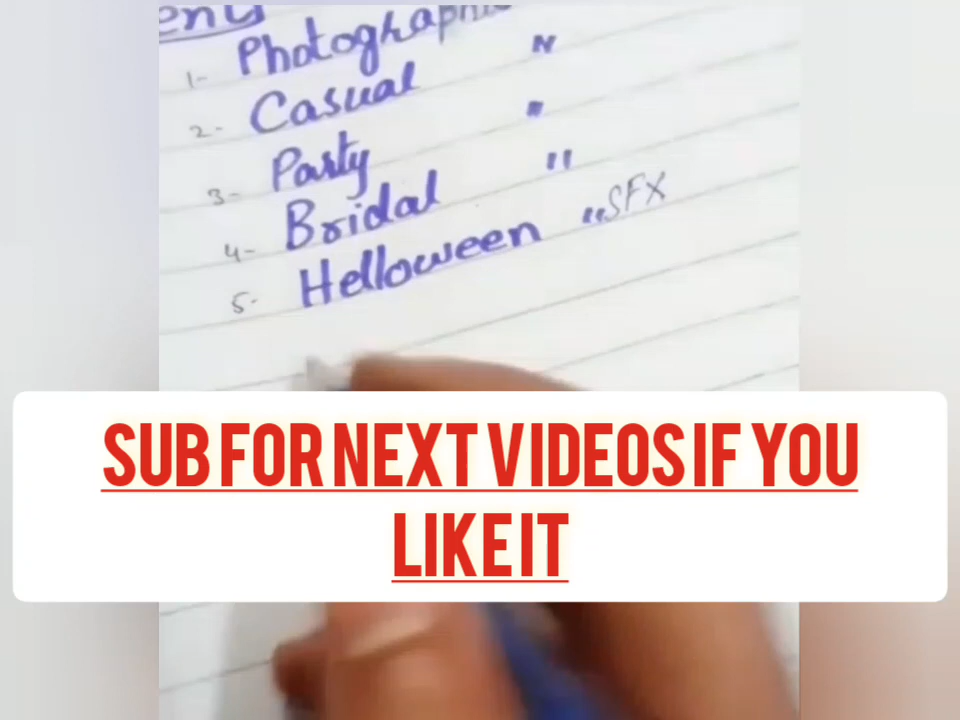 1- Photographic
2- Casual "
3- Party "
4- Bridal "
5- Helloween " SFX
SUB FOR NEXT VIDEOS IF YOU
LIKE IT